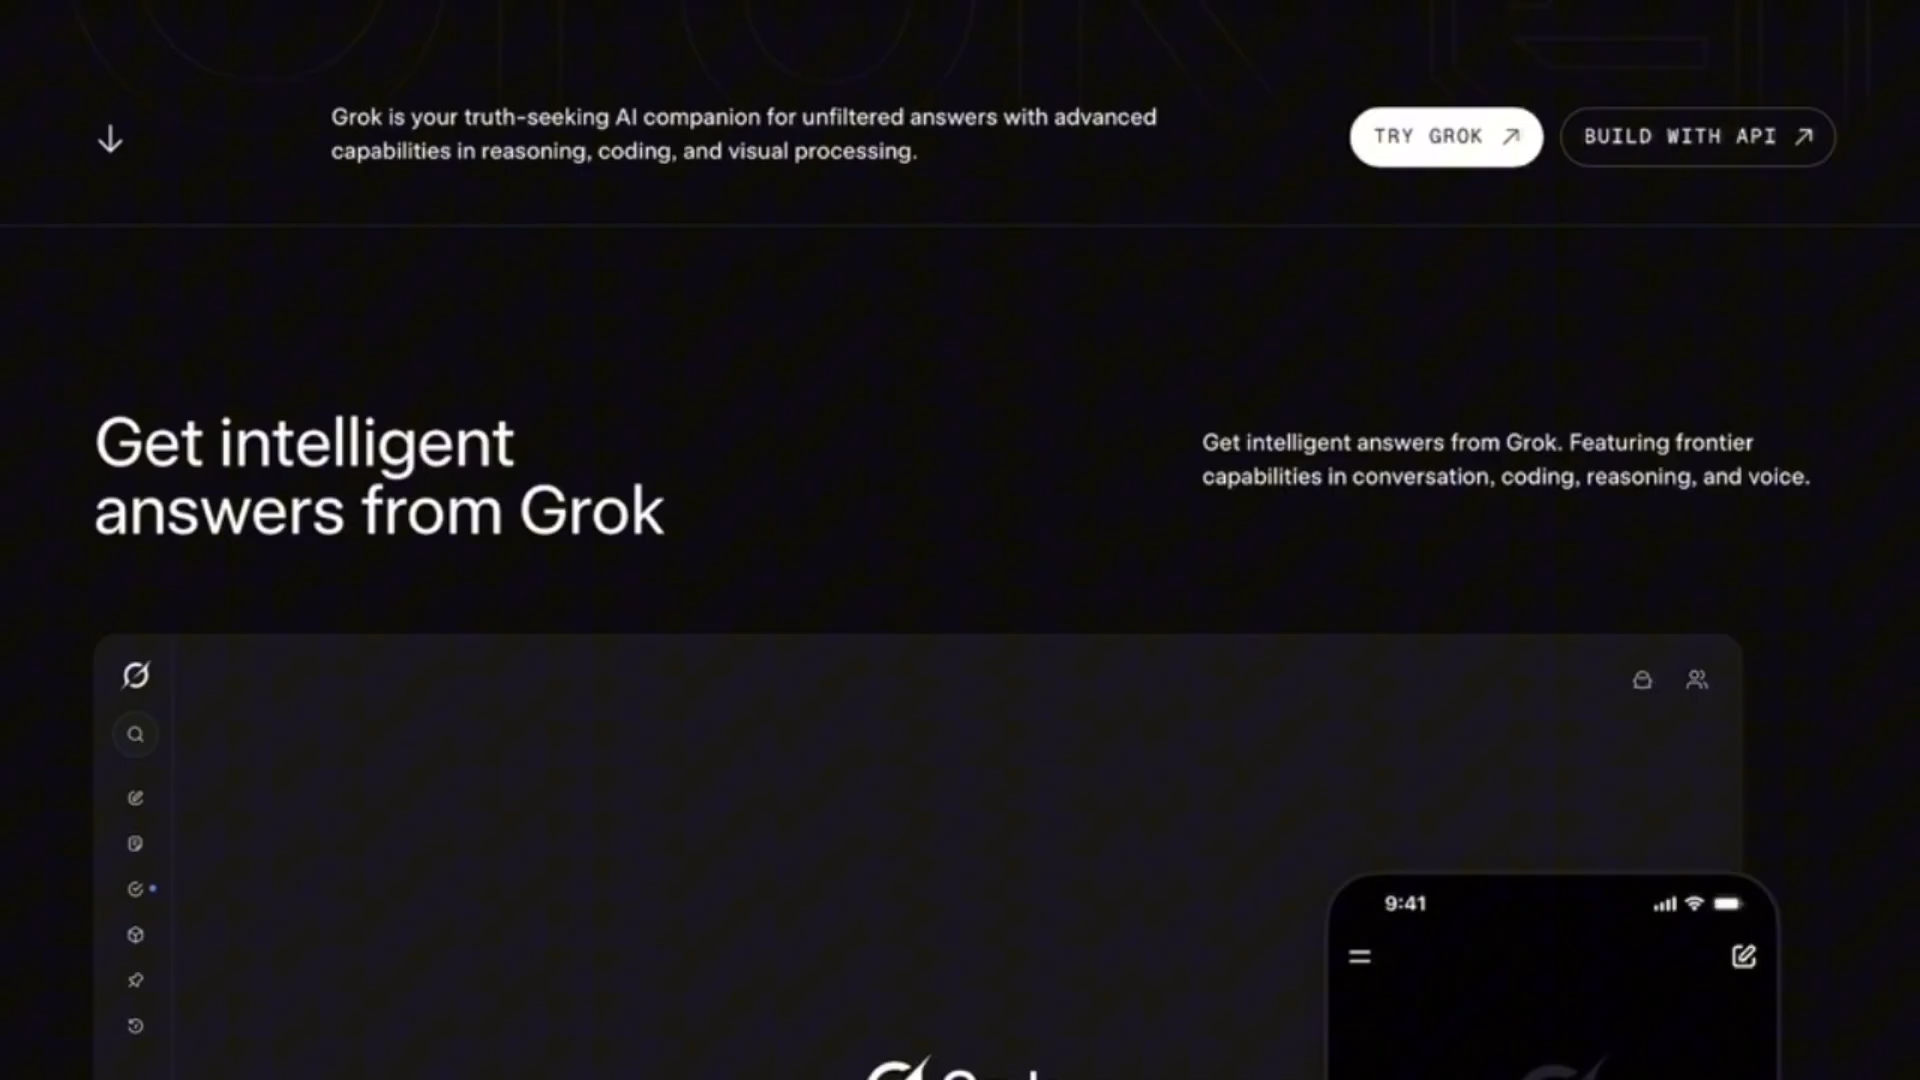 Grok is your truth-seeking AI companion for unfiltered answers with advanced
capabilities in reasoning, coding, and visual processing.
TRY GROK
BUILD WITH API
Get intelligent
answers from Grok
Get intelligent answers from Grok. Featuring frontier
capabilities in conversation, coding, reasoning, and voice.
9:41